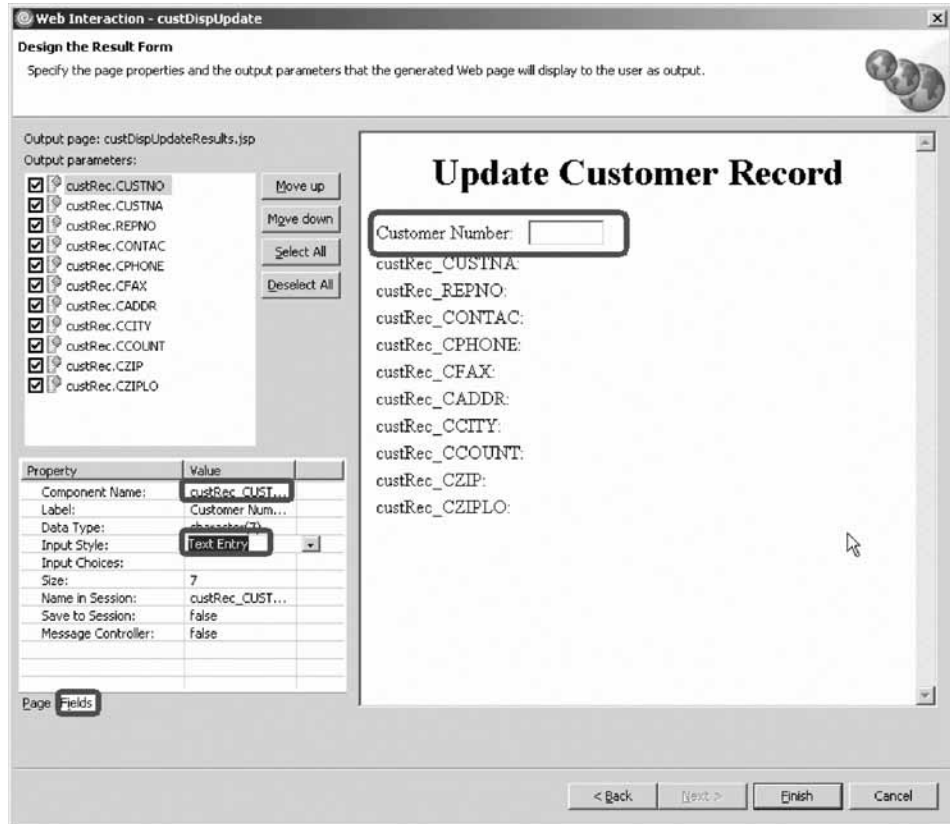 Web Interaction - custDispUpdate
Design the Result Form
Specify the page properties and the output parameters that the generated Web page will display to the user as output.
Output page: custDispUpdateResults.jsp
Output parameters:
custRec.CUSTNO
custRec.CUSTNA
custRec.REPNO
custRec.CONTAC
custRec.CPHONE
custRec.CFAX
custRec.CADDR
custRec.CCITY
custRec.CCOUNT
custRec.CZIP
custRec.CZIPLO
Move up
Move down
Select All
Deselect All
Property Value
Component Name: custRec_CUST...
Label: Customer Num...
Data Type: character(7)
Input Style: Text Entry
Input Choices:
Size: 7
Name in Session: custRec_CUST...
Save to Session: false
Message Controller: false
Page Fields
Update Customer Record
Customer Number:
custRec_CUSTNA:
custRec_REPNO:
custRec_CONTAC:
custRec_CPHONE:
custRec_CFAX:
custRec_CADDR:
custRec_CCITY:
custRec_CCOUNT:
custRec_CZIP:
custRec_CZIPLO:
< Back Next > Finish Cancel